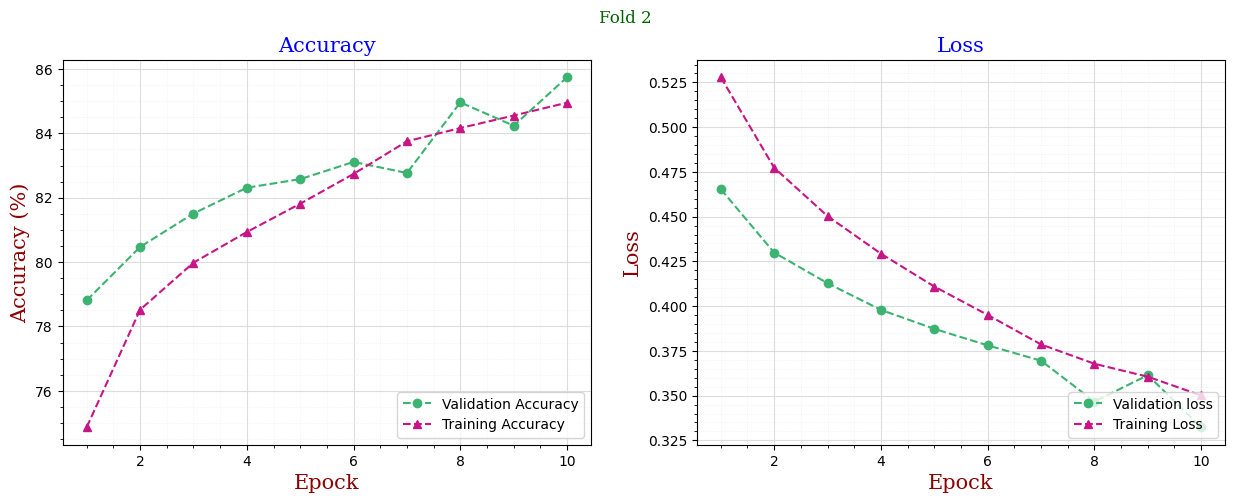 Fold 2
Accuracy
Accuracy (%)
86
84
82
80
78
76
2
4
6
8
10
Epock
Validation Accuracy
Training Accuracy
Loss
Loss
0.525
0.500
0.475
0.450
0.425
0.400
0.375
0.350
0.325
2
4
6
8
10
Epock
Validation loss
Training Loss